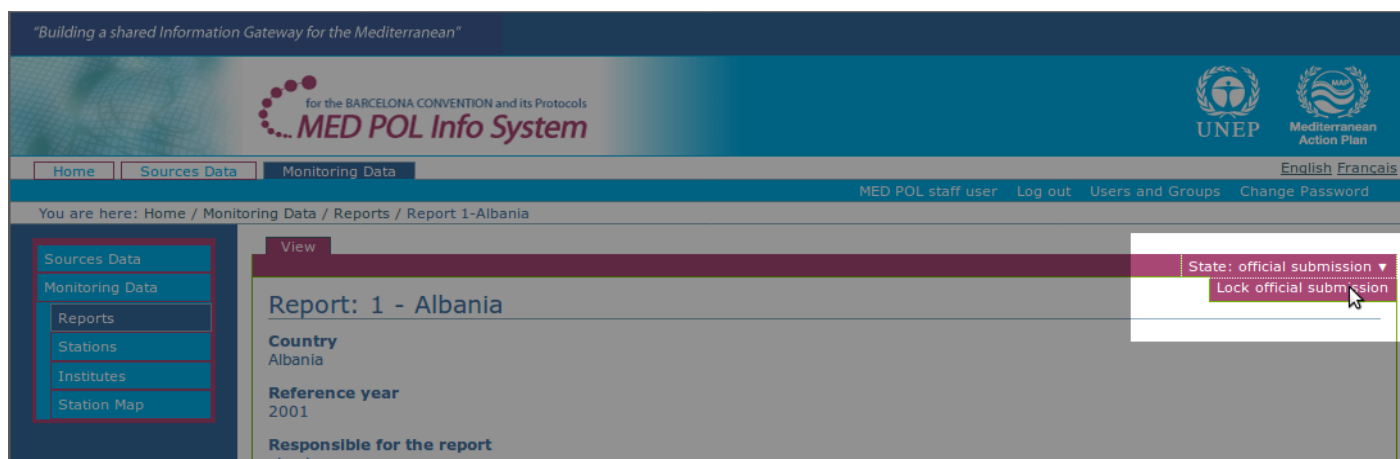 “Building a shared Information Gateway for the Mediterranean”
for the BARCELONA CONVENTION and its Protocols
MED POL Info System
UNEP
MAP
Mediterranean
Action Plan
Home Sources Data Monitoring Data
English Français
MED POL staff user Log out Users and Groups Change Password
You are here: Home / Monitoring Data / Reports / Report 1-Albania
Sources Data
Monitoring Data
Reports
Stations
Institutes
Station Map
View
State: official submission ▼
Lock official submission
Report: 1 - Albania
Country
Albania
Reference year
2001
Responsible for the report